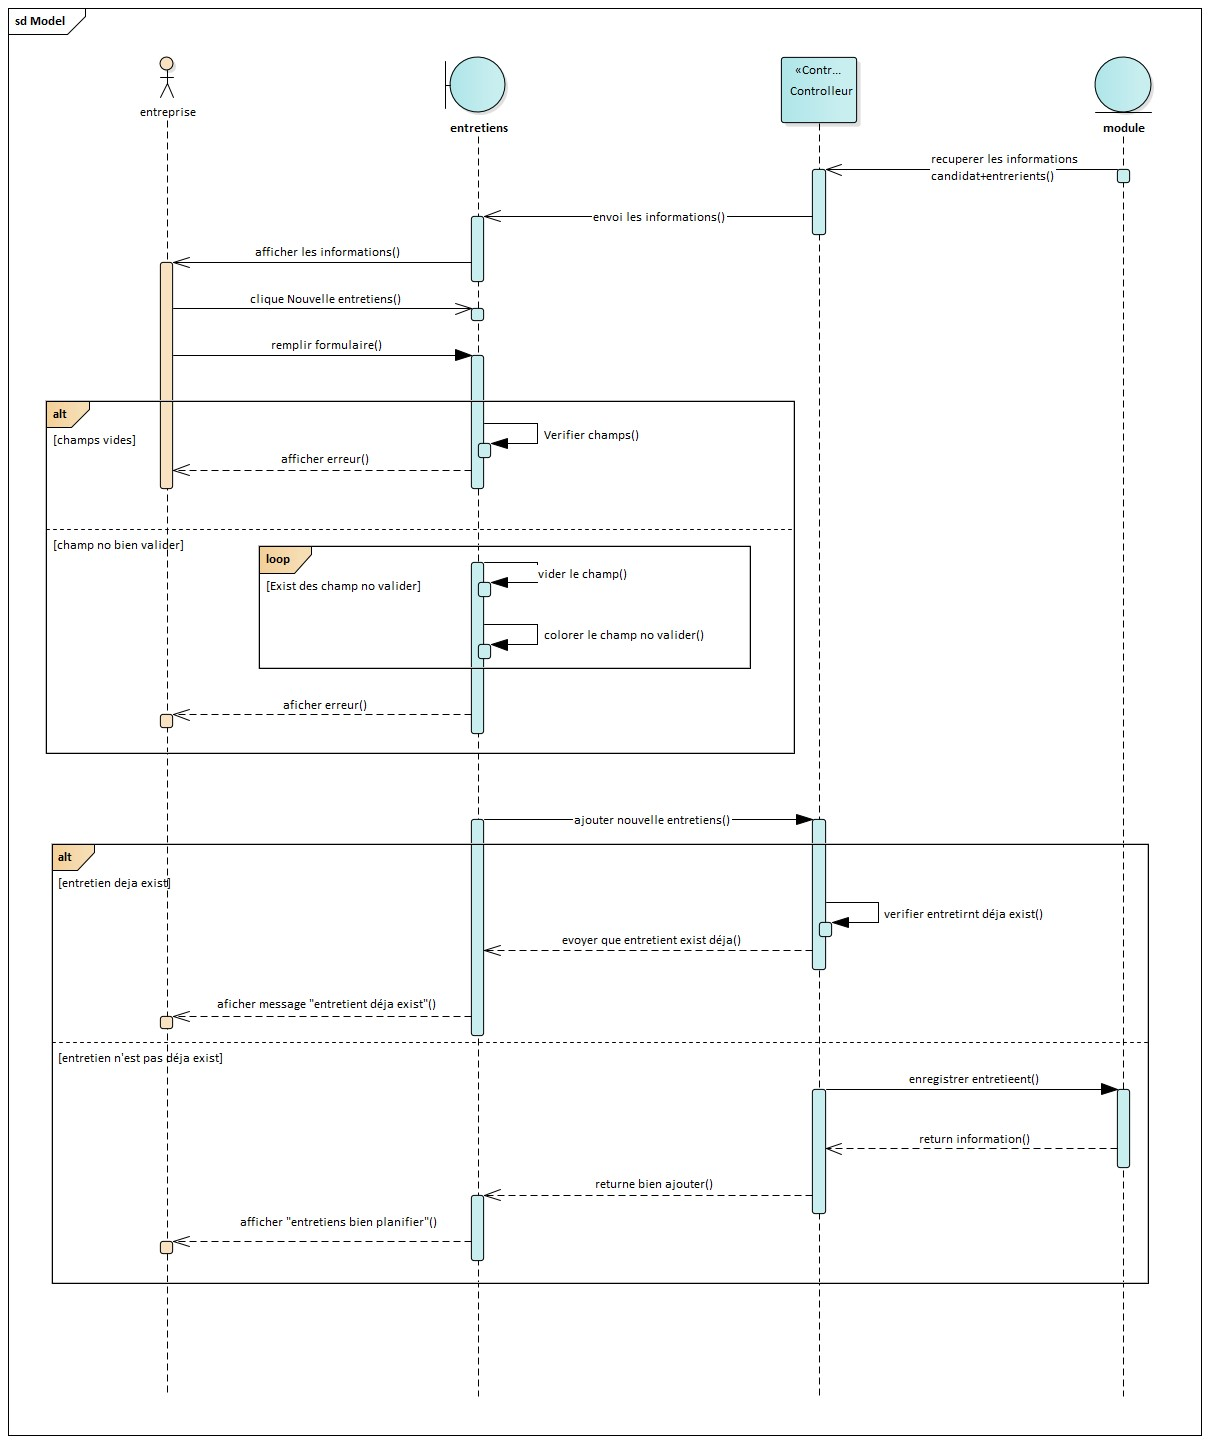 sd Model
entreprise
entretiens
«Contr...
Controlleur
module
recuperer les informations
candidat+entrerients()
envoi les informations()
afficher les informations()
clique Nouvelle entretiens()
remplir formulaire()
alt
[champs vides]
Verifier champs()
afficher erreur()
[champ no bien valider]
loop
[Exist des champ no valider]
vider le champ()
colorer le champ no valider()
aficher erreur()
ajouter nouvelle entretiens()
alt
[entretien deja exist]
verifier entretirnt déja exist()
evoyer que entretient exist déja()
aficher message "entretient déja exist"()
[entretien n'est pas déja exist]
enregistrer entretieent()
return information()
returne bien ajouter()
afficher "entretiens bien planifier"()